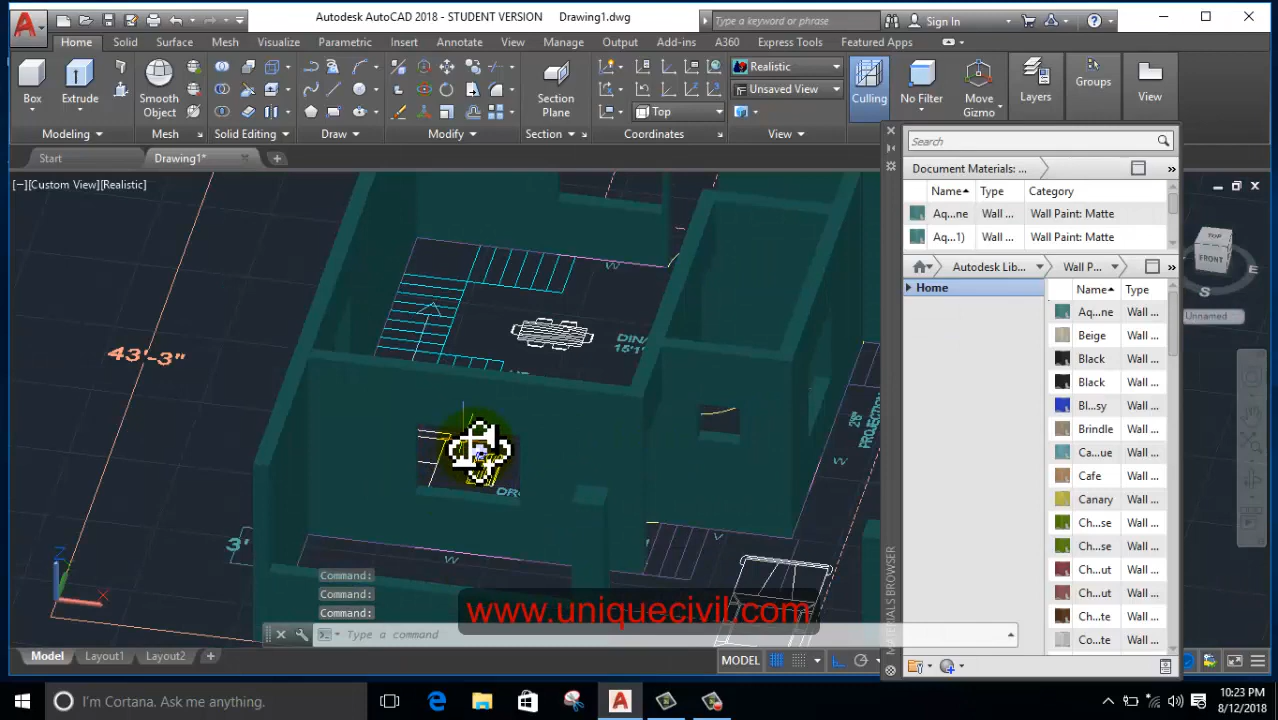 Autodesk AutoCAD 2018 - STUDENT VERSION Drawing1.dwg
Type a keyword or phrase
Sign In
Home Solid Surface Mesh Visualize Parametric Insert Annotate View Manage Output Add-ins A360 Express Tools Featured Apps
Box Extrude Smooth Object Section Plane Realistic Unsaved View Top Culling No Filter Move Gizmo Layers Groups View
Modeling Mesh Solid Editing Draw Modify Section Coordinates View
Start Drawing1*
[−][Custom View][Realistic]
Search
Document Materials: ...
Name Type Category
Aq...ne Wall ... Wall Paint: Matte
Aq...1) Wall ... Wall Paint: Matte
Autodesk Lib... Wall P...
Home
Name Type
Aq...ne Wall ...
Beige Wall ...
Black Wall ...
Black Wall ...
Bl...sy Wall ...
Brindle Wall ...
Ca...ue Wall ...
Cafe Wall ...
Canary Wall ...
Ch...se Wall ...
Ch...se Wall ...
Ch...ut Wall ...
Ch...ut Wall ...
Ch...te Wall ...
Co...te Wall ...
MATERIALS BROWSER
TOP
FRONT
E
S
Unnamed
W
43'-3"
15'1"
2'6"
PROJECTION
W
3'
W
Z
X
Command:
Command:
Command:
www.uniquecivil.com
Type a command
Model Layout1 Layout2
MODEL
I'm Cortana. Ask me anything.
10:23 PM
8/12/2018